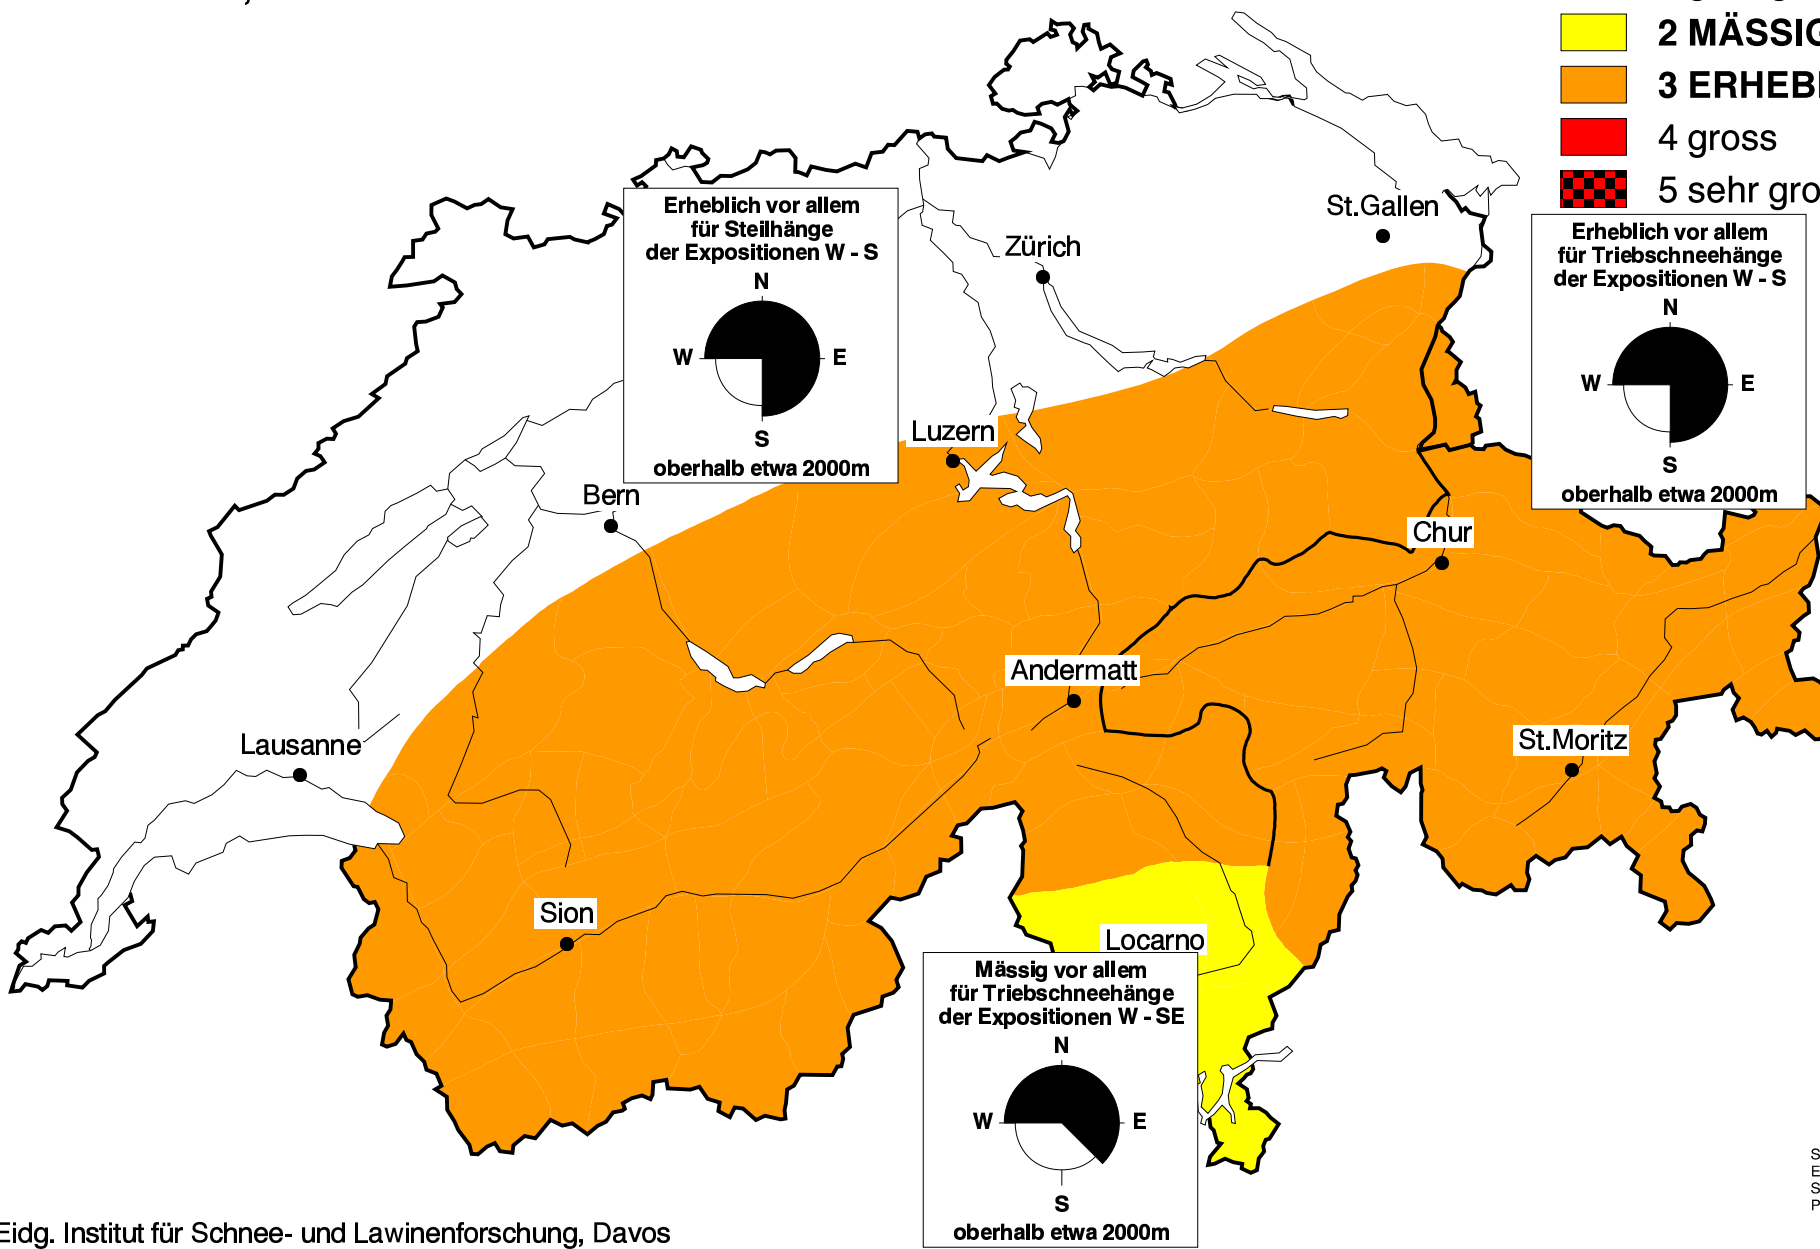 2 MÄSSIG
3 ERHEB
4 gross
5 sehr gro
Erheblich vor allem
für Steilhänge
der Expositionen W - S
N
W E
S
oberhalb etwa 2000m
St.Gallen
Zürich
Erheblich vor allem
für Triebschneehänge
der Expositionen W - S
N
W E
S
oberhalb etwa 2000m
Luzern
Bern
Chur
Andermatt
Lausanne
St.Moritz
Sion
Locarno
Mässig vor allem
für Triebschneehänge
der Expositionen W - SE
N
W E
S
oberhalb etwa 2000m
S
E
S
P
Eidg. Institut für Schnee- und Lawinenforschung, Davos